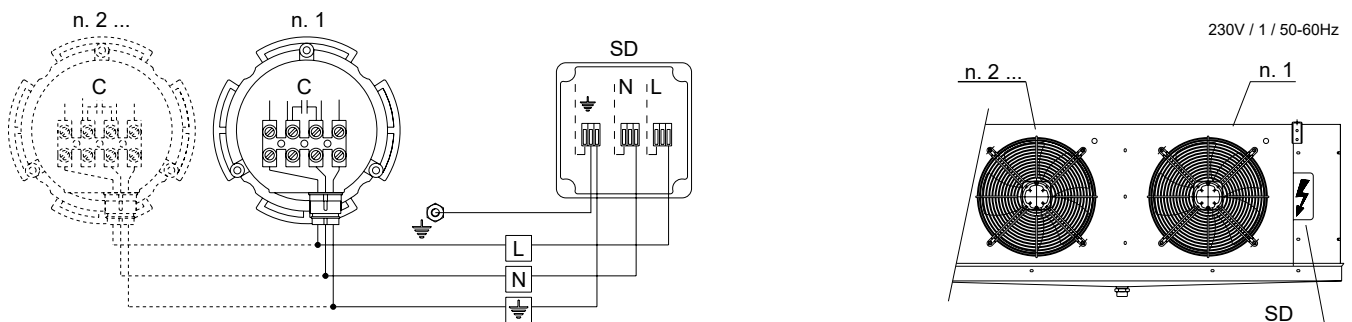 n. 2 ...
n. 1
SD
C
C
N L
L
N
230V / 1 / 50-60Hz
n. 2 ...
n. 1
SD